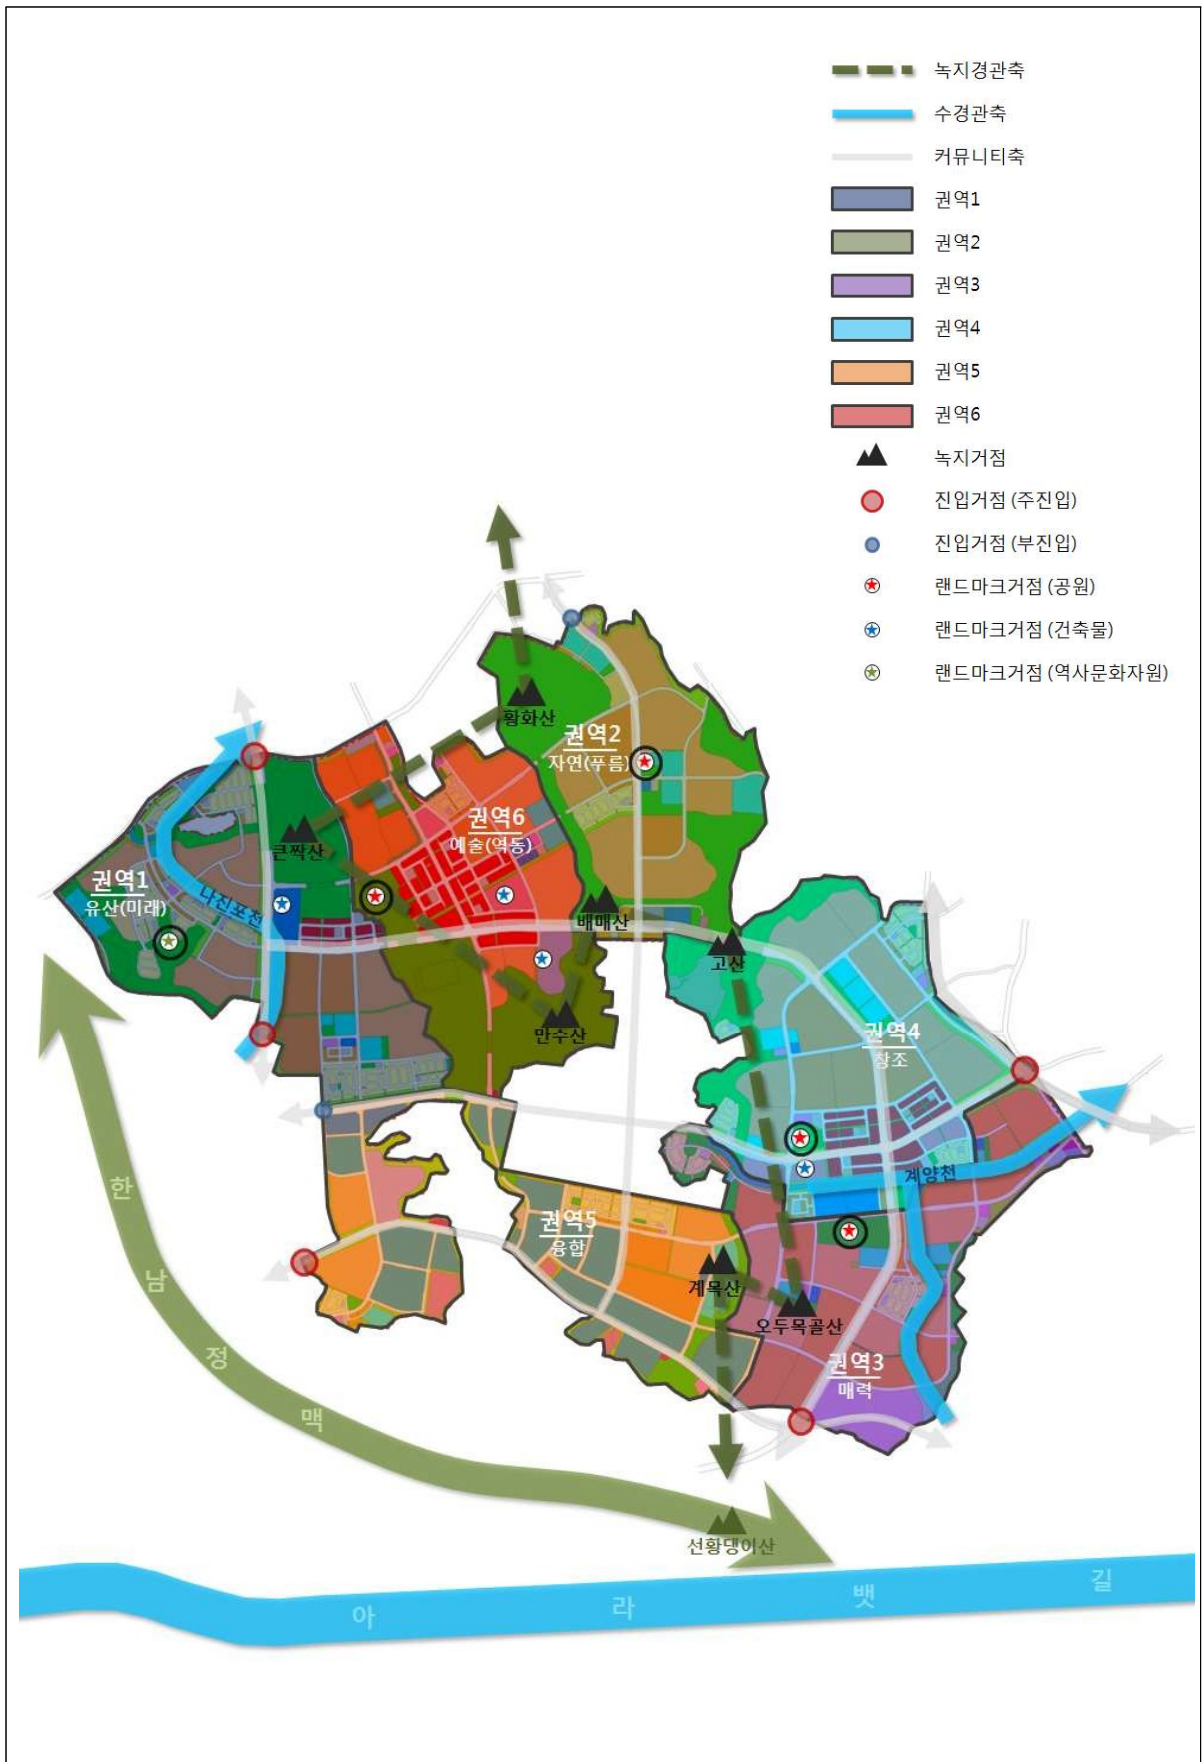 녹지경관축
수경관축
커뮤니티축
권역1
권역2
권역3
권역4
권역5
권역6
녹지거점
진입거점 (주진입)
진입거점 (부진입)
랜드마크거점 (공원)
랜드마크거점 (건축물)
랜드마크거점 (역사문화자원)
황화산
권역2
자연(푸름)
권역6
예술(역동)
큰짝산
권역1
유산(미래)
나진포천
배매산
고산
만수산
권역4
창조
계양천
권역5
융합
계목산
오두목골산
권역3
매력
한
남
정
맥
선황댕이산
아
라
뱃
길